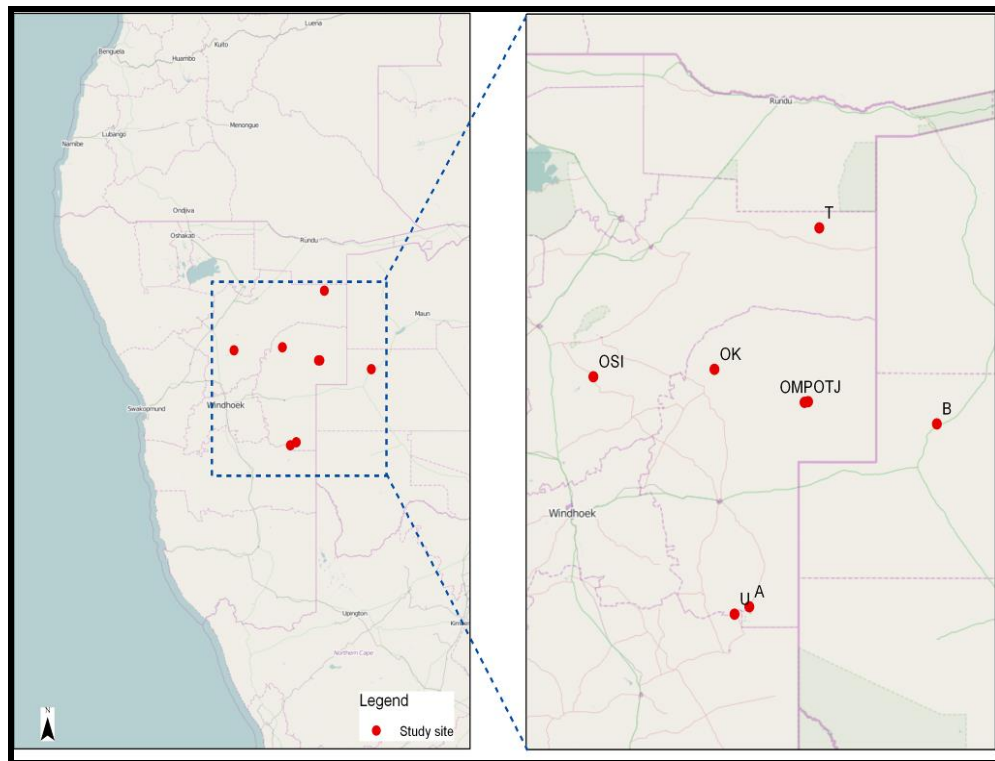 Luena
Benguela
Kuito
Huambo
Menongue
Lubango
Namibe
Ondjiva
Oshakati
Rundu
Maun
Swakopmund
Windhoek
Upington
Northern Cape
N
Legend
Study site
Rundu
T
OSI
OK
OMPOTJ
B
Windhoek
U
A